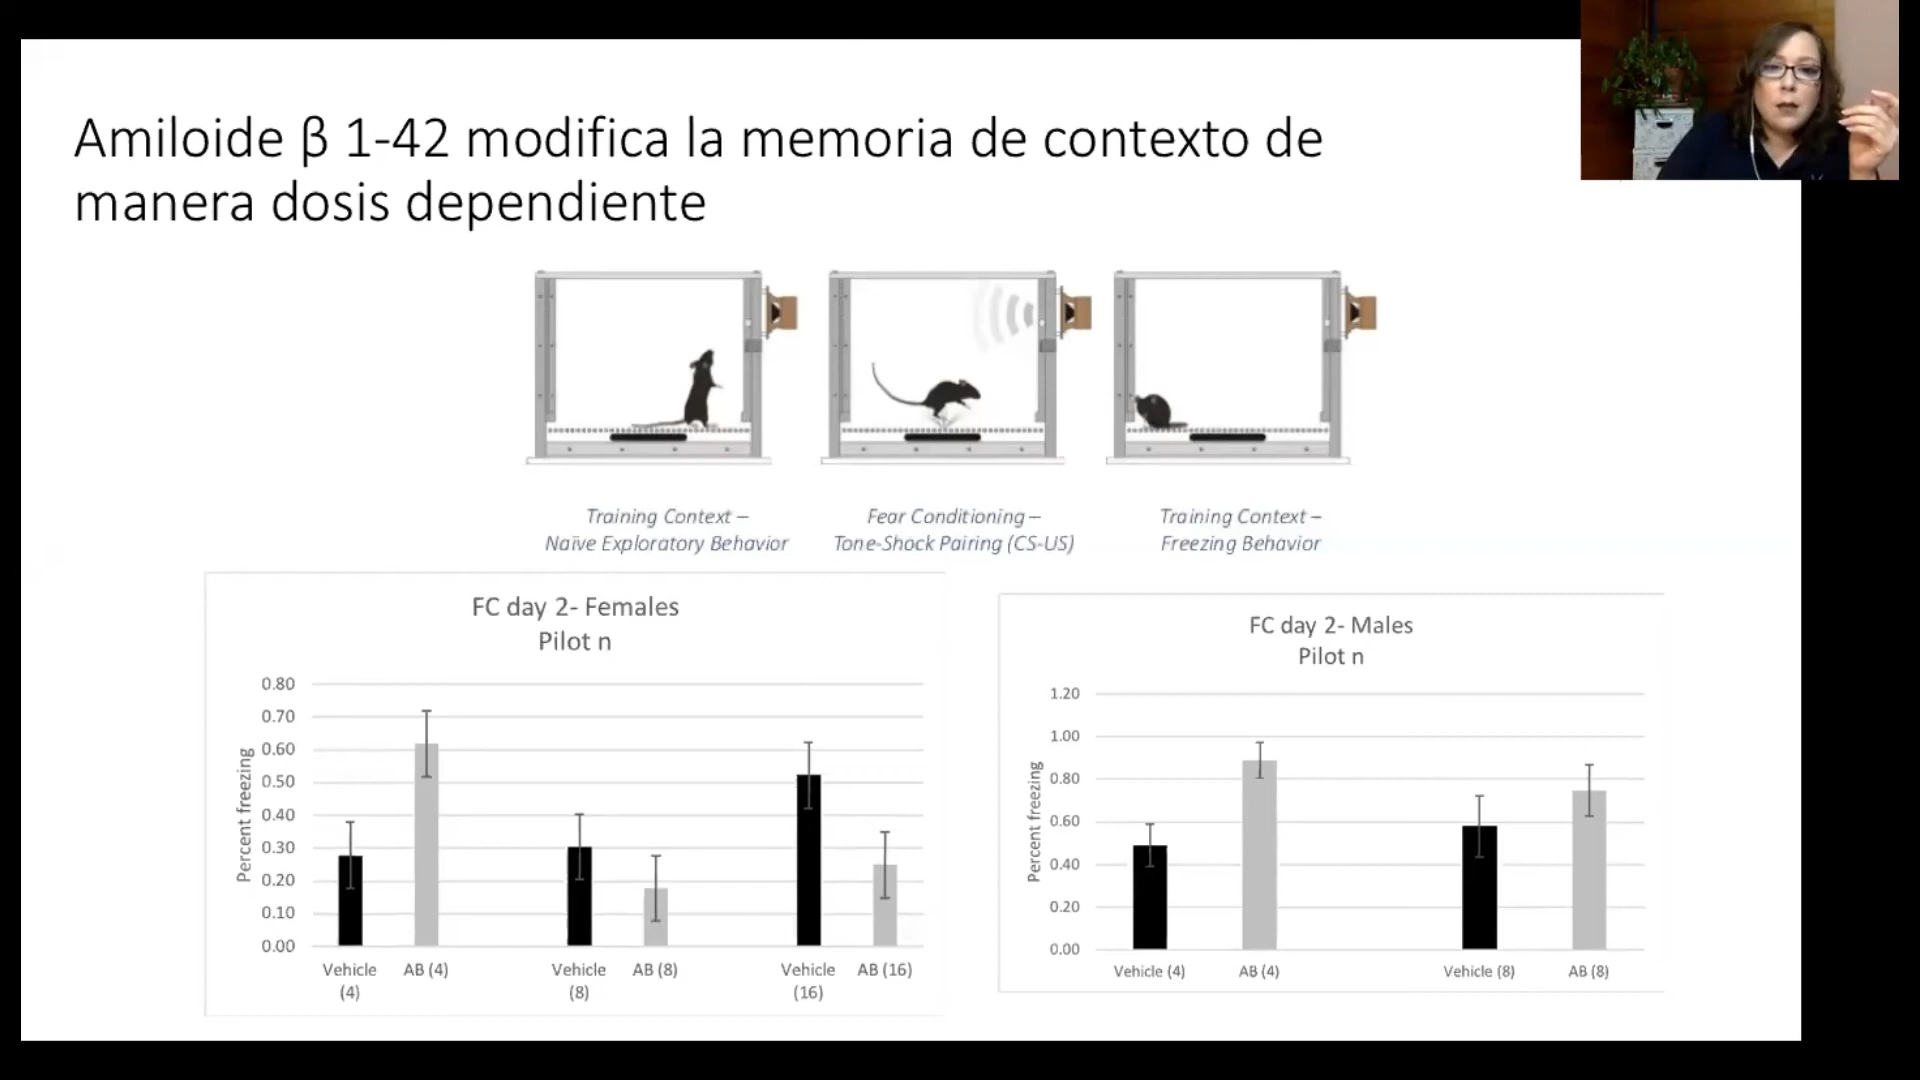 Amiloide β 1-42 modifica la memoria de contexto de
manera dosis dependiente
Training Context –
Naïve Exploratory Behavior
Fear Conditioning –
Tone-Shock Pairing (CS-US)
Training Context –
Freezing Behavior
FC day 2- Females
Pilot n
Percent freezing
0.80
0.70
0.60
0.50
0.40
0.30
0.20
0.10
0.00
Vehicle
(4)
AB (4)
Vehicle
(8)
AB (8)
Vehicle
(16)
AB (16)
FC day 2- Males
Pilot n
Percent freezing
1.20
1.00
0.80
0.60
0.40
0.20
0.00
Vehicle (4)
AB (4)
Vehicle (8)
AB (8)